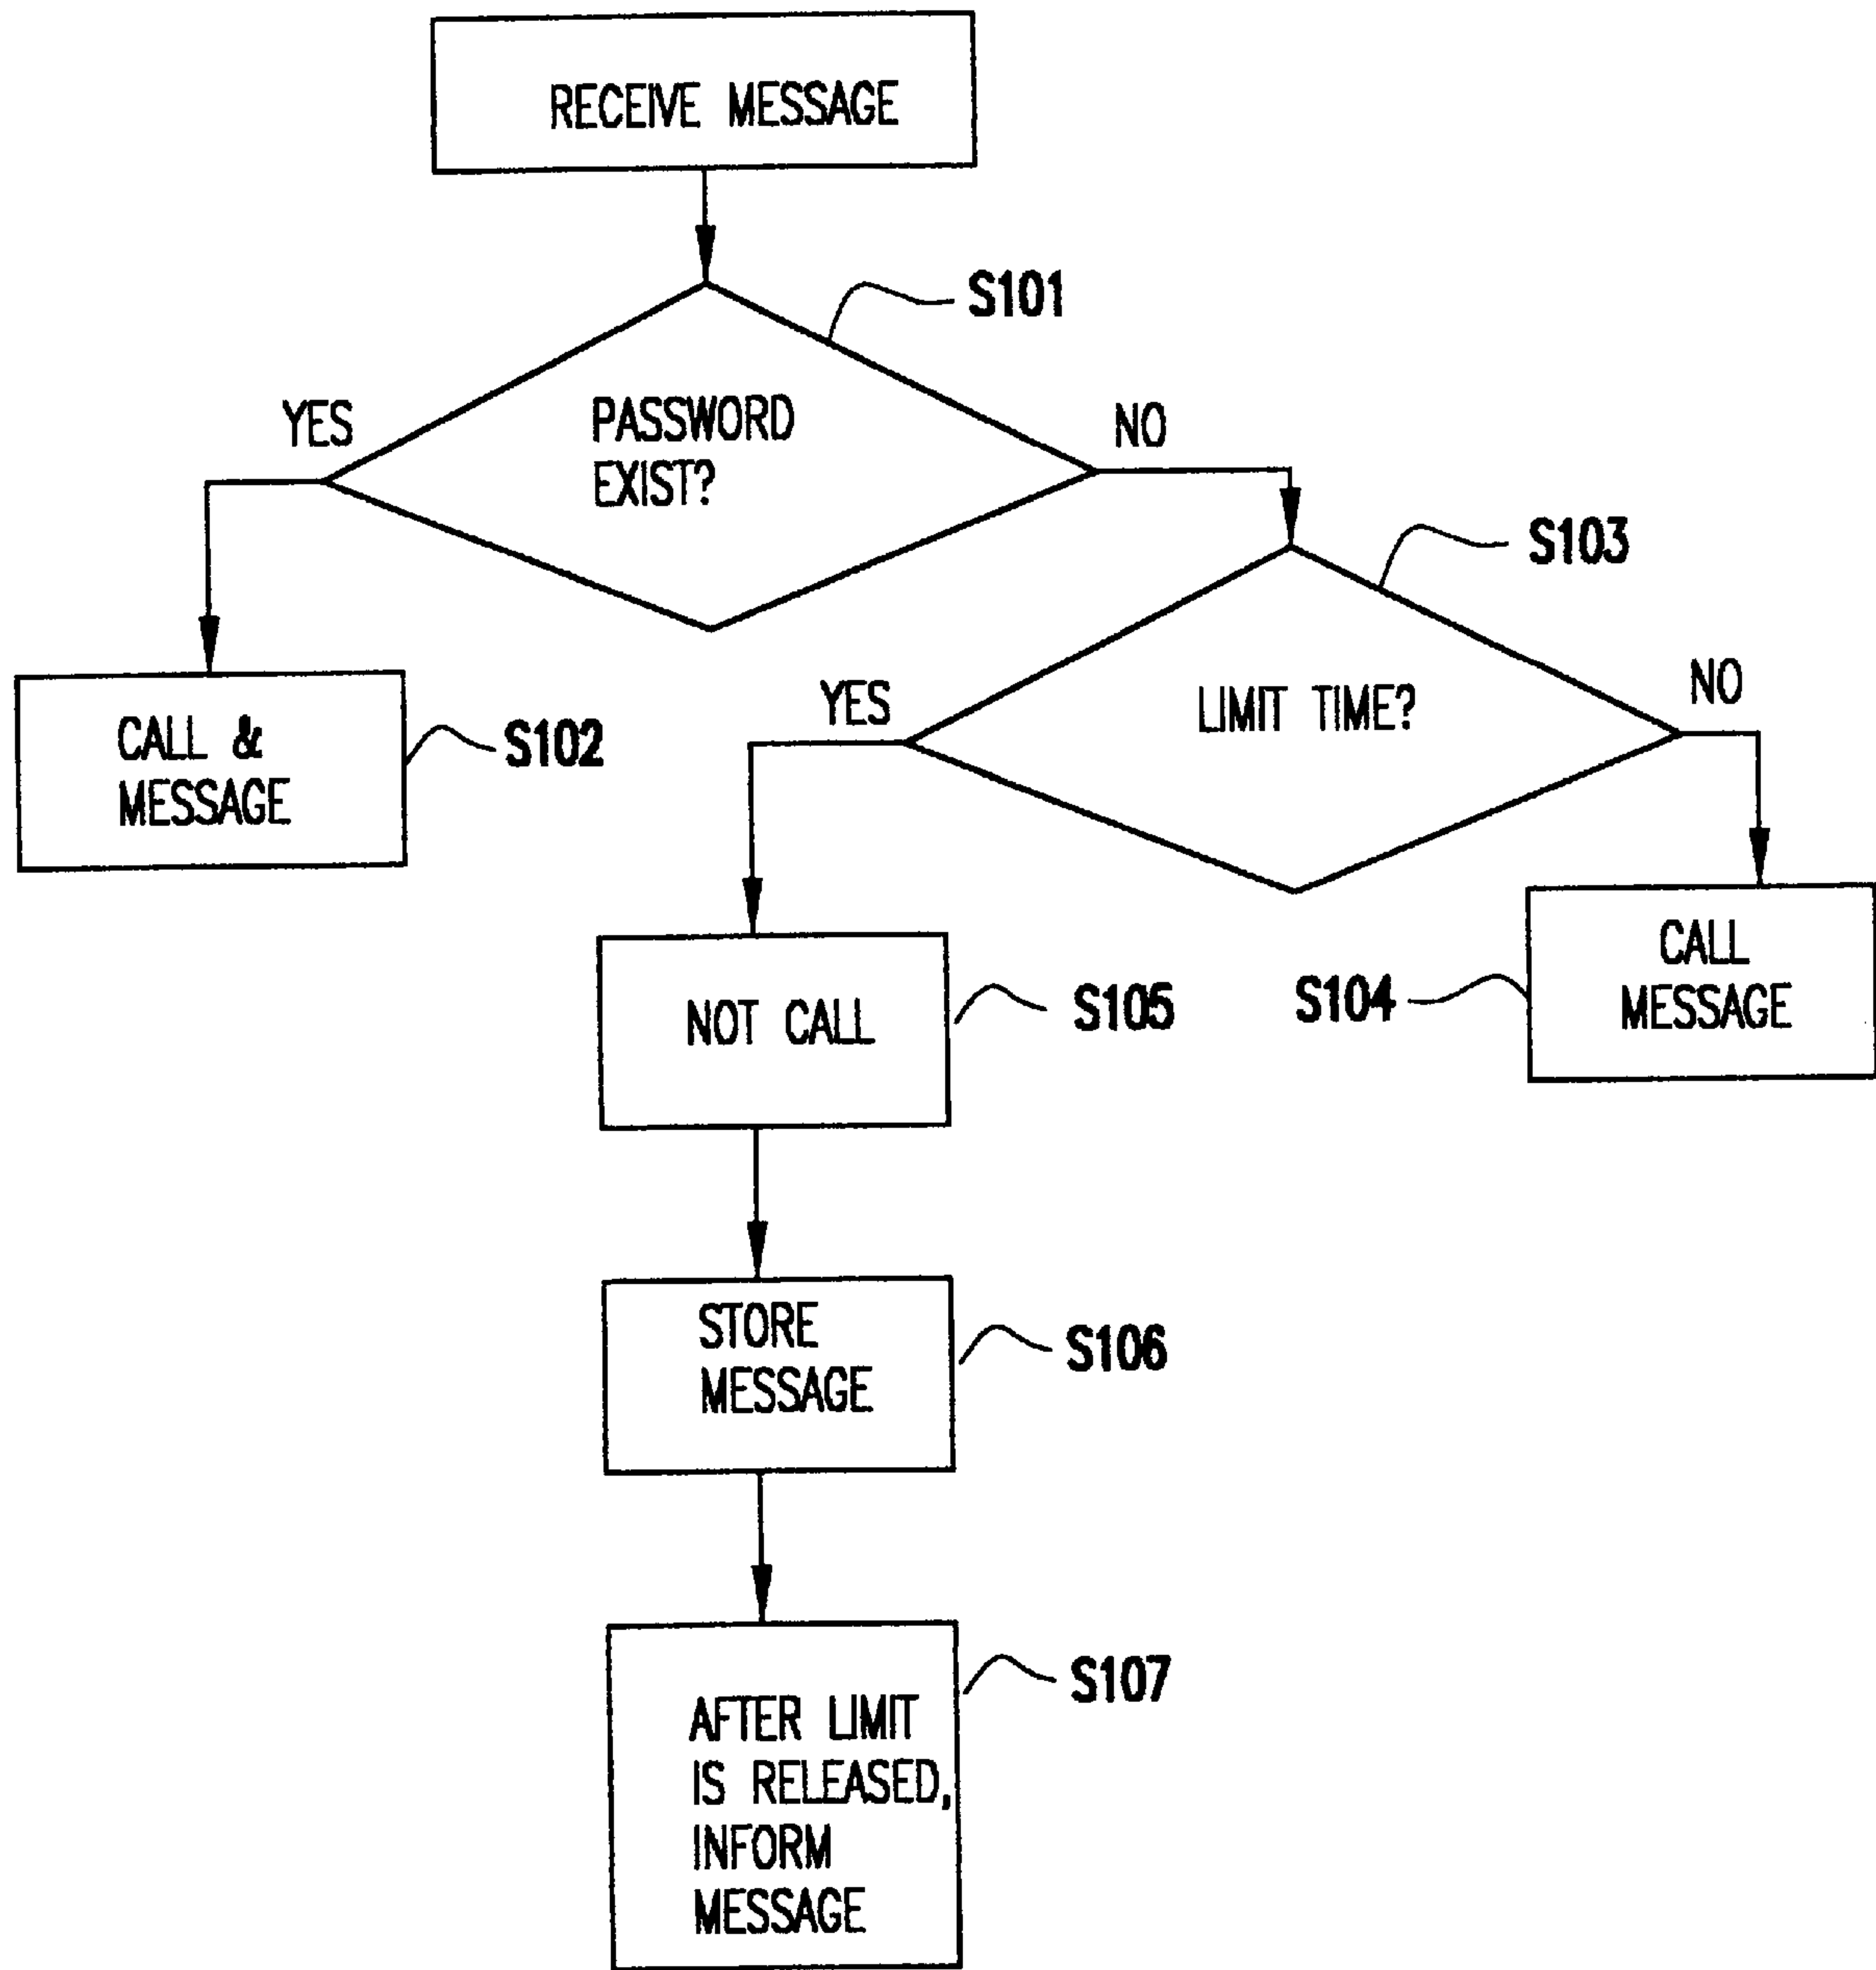 RECEIVE MESSAGE
S101
YES
PASSWORD
EXIST?
NO
S103
CALL &
MESSAGE
S102
YES
LIMIT TIME?
NO
NOT CALL
S105
S104
CALL
MESSAGE
STORE
MESSAGE
S106
AFTER LIMIT
IS RELEASED,
INFORM
MESSAGE
S107